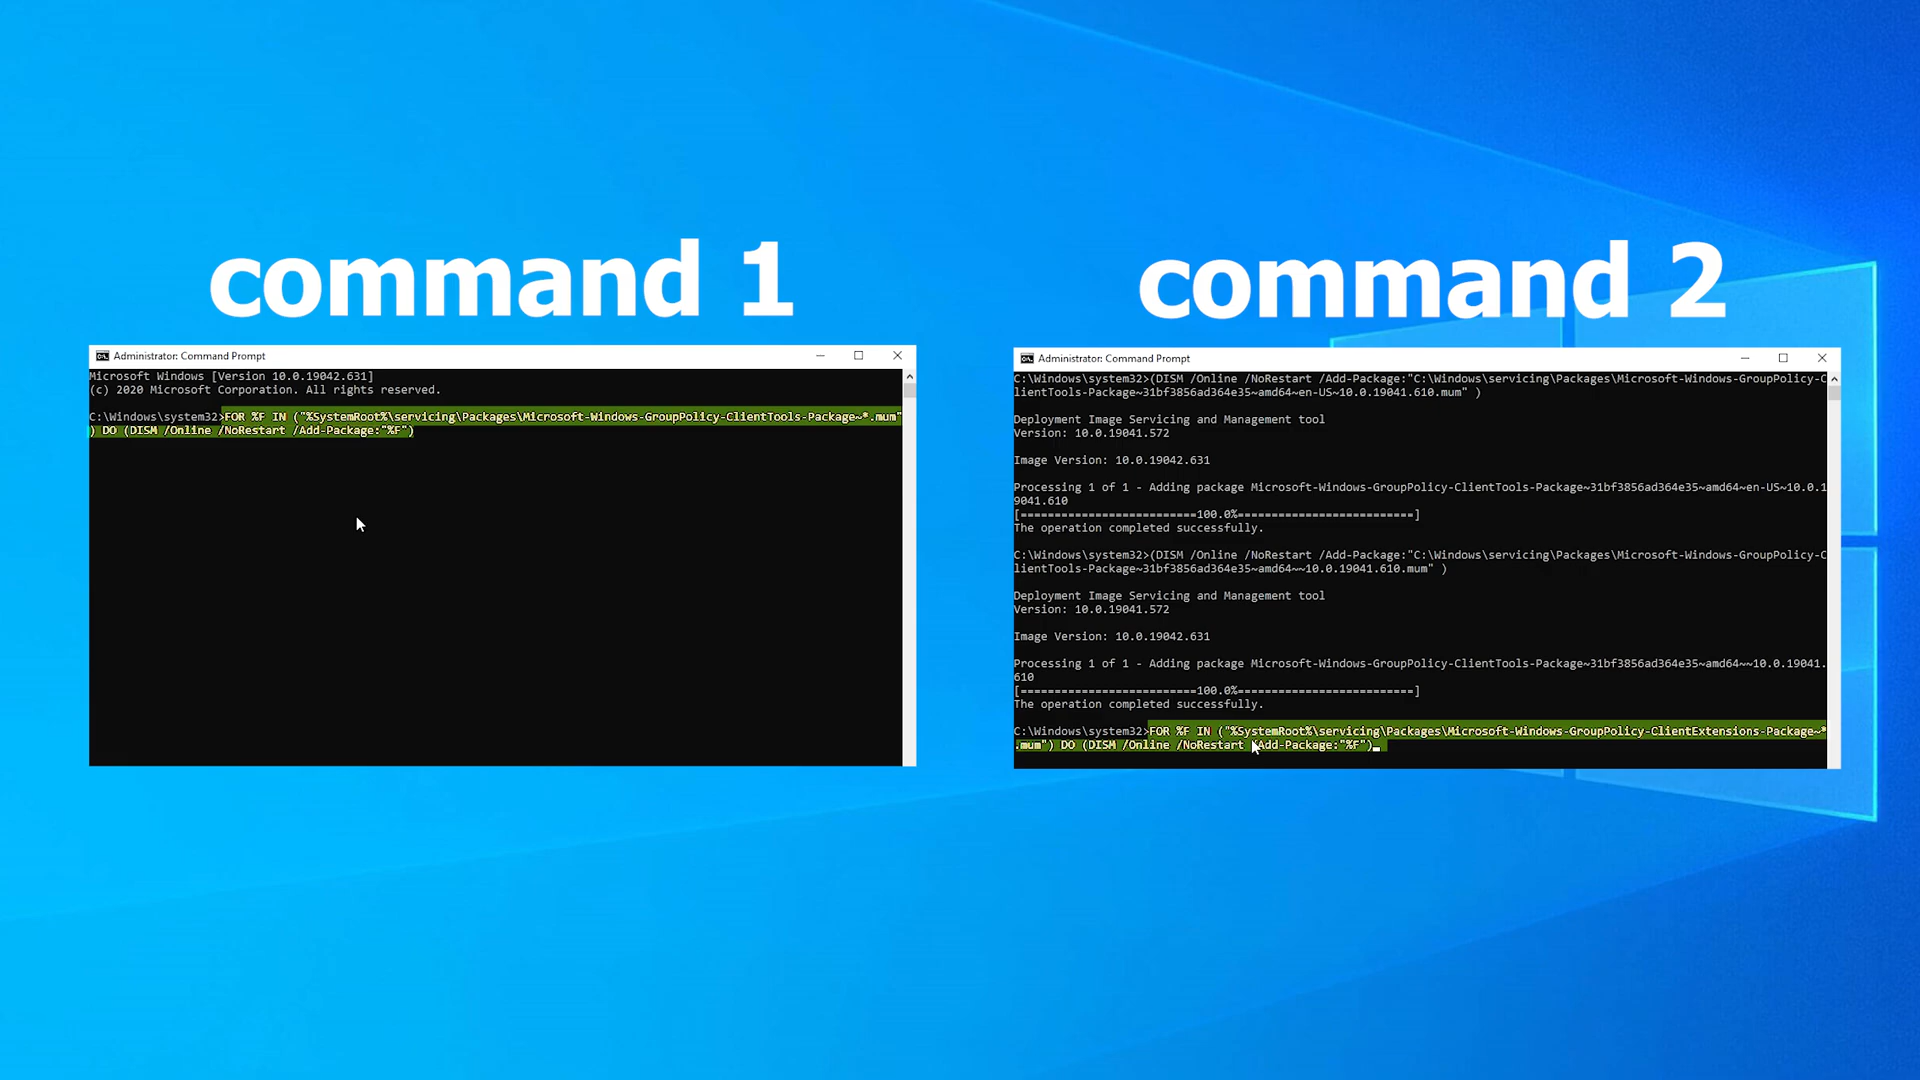 command 1
Administrator: Command Prompt
Microsoft Windows [Version 10.0.19042.631]
(c) 2020 Microsoft Corporation. All rights reserved.
C:\Windows\system32>FOR %F IN ("%SystemRoot%\servicing\Packages\Microsoft-Windows-GroupPolicy-ClientTools-Package~*.mum"
) DO (DISM /Online /NoRestart /Add-Package:"%F")
command 2
Administrator: Command Prompt
C:\Windows\system32>(DISM /Online /NoRestart /Add-Package:"C:\Windows\servicing\Packages\Microsoft-Windows-GroupPolicy-C
lientTools-Package~31bf3856ad364e35~amd64~en-US~10.0.19041.610.mum" )
Deployment Image Servicing and Management tool
Version: 10.0.19041.572
Image Version: 10.0.19042.631
Processing 1 of 1 - Adding package Microsoft-Windows-GroupPolicy-ClientTools-Package~31bf3856ad364e35~amd64~en-US~10.0.1
9041.610
[==========================100.0%==========================]
The operation completed successfully.
C:\Windows\system32>(DISM /Online /NoRestart /Add-Package:"C:\Windows\servicing\Packages\Microsoft-Windows-GroupPolicy-C
lientTools-Package~31bf3856ad364e35~amd64~~10.0.19041.610.mum" )
Deployment Image Servicing and Management tool
Version: 10.0.19041.572
Image Version: 10.0.19042.631
Processing 1 of 1 - Adding package Microsoft-Windows-GroupPolicy-ClientTools-Package~31bf3856ad364e35~amd64~~10.0.19041.
610
[==========================100.0%==========================]
The operation completed successfully.
C:\Windows\system32>FOR %F IN ("%SystemRoot%\servicing\Packages\Microsoft-Windows-GroupPolicy-ClientExtensions-Package~*
.mum") DO (DISM /Online /NoRestart /Add-Package:"%F")